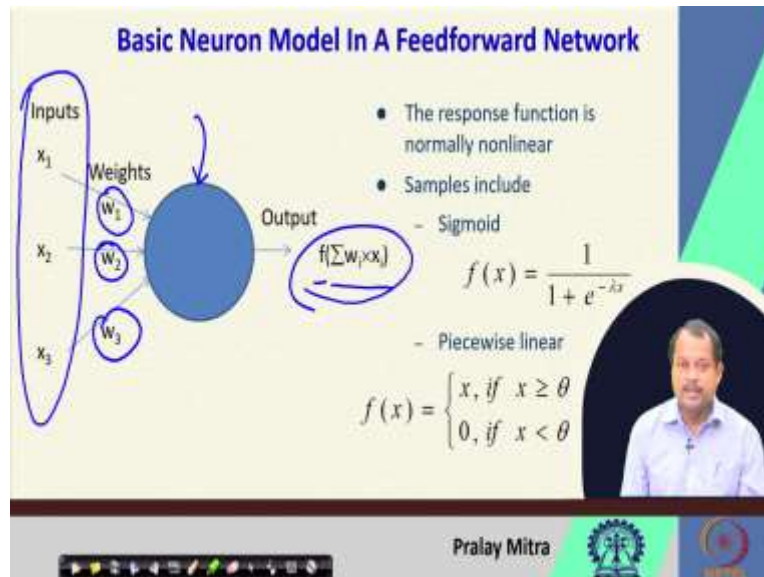 Basic Neuron Model In A Feedforward Network
Inputs
x₁
x₂
x₃
Weights
w₁
w₂
w₃
Output
f(∑wᵢ×xᵢ)
● The response function is
normally nonlinear
● Samples include
– Sigmoid
f(x) = 1 / (1 + e^{-λx})
– Piecewise linear
f(x) = { x, if x ≥ θ
0, if x < θ
Pralay Mitra